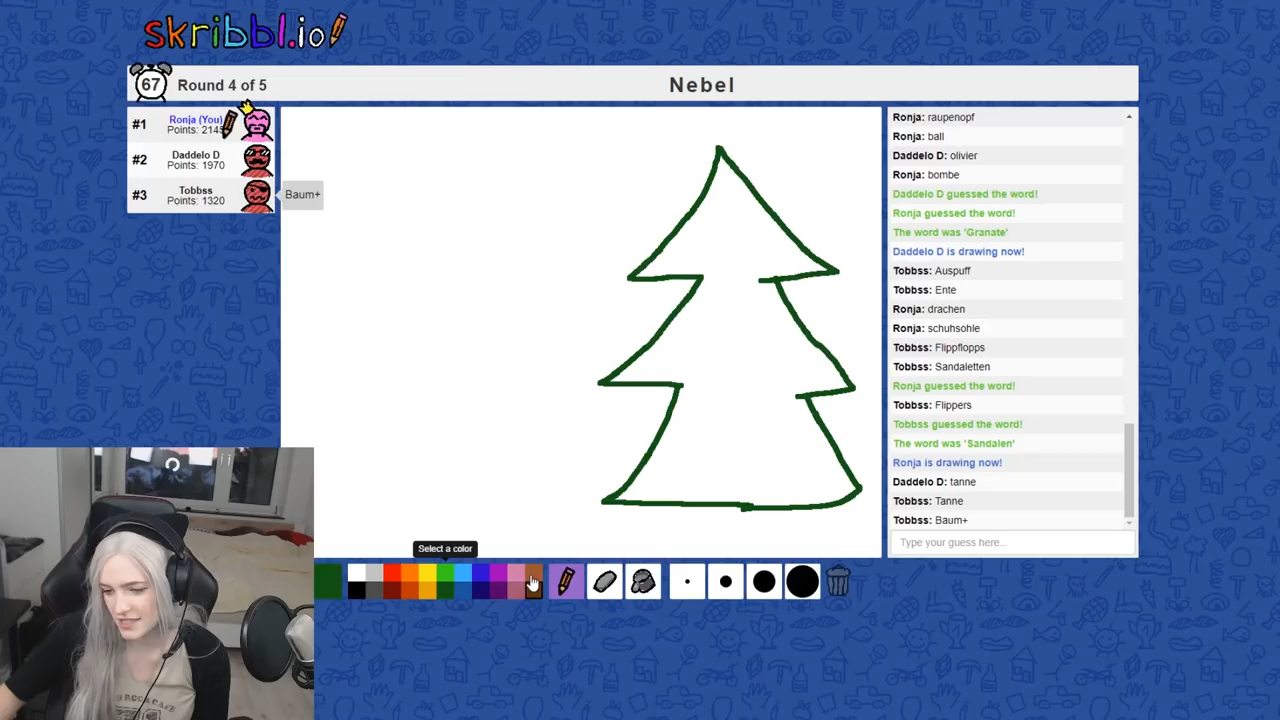 skribbl.io
67
Round 4 of 5
Nebel
#1
Ronja (You)
Points: 2145
#2
Daddelo D
Points: 1970
#3
Tobbss
Points: 1320
Baum+
Ronja: raupenopf
Ronja: ball
Daddelo D: olivier
Ronja: bombe
Daddelo D guessed the word!
Ronja guessed the word!
The word was 'Granate'
Daddelo D is drawing now!
Tobbss: Auspuff
Tobbss: Ente
Ronja: drachen
Ronja: schuhsohle
Tobbss: Flippflopps
Tobbss: Sandaletten
Ronja guessed the word!
Tobbss: Flippers
Tobbss guessed the word!
The word was 'Sandalen'
Ronja is drawing now!
Daddelo D: tanne
Tobbss: Tanne
Tobbss: Baum+
Type your guess here...
Select a color